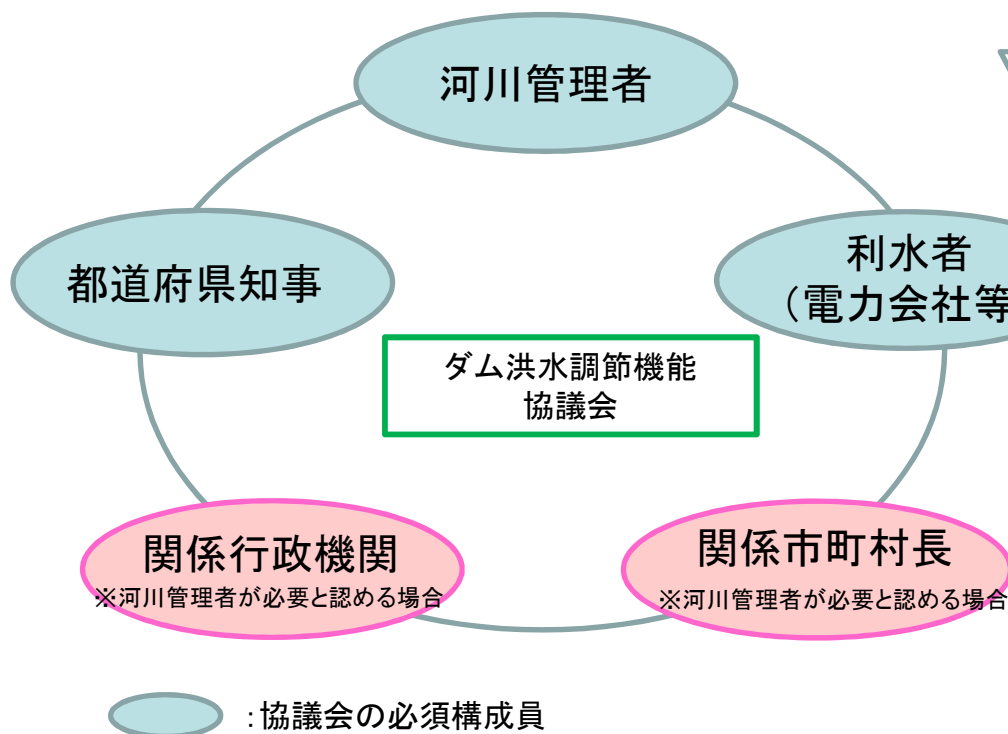 河川管理者
都道府県知事
利水者
（電力会社等
ダム洪水調節機能
協議会
関係行政機関
※河川管理者が必要と認める場合
関係市町村長
※河川管理者が必要と認める場合
：協議会の必須構成員